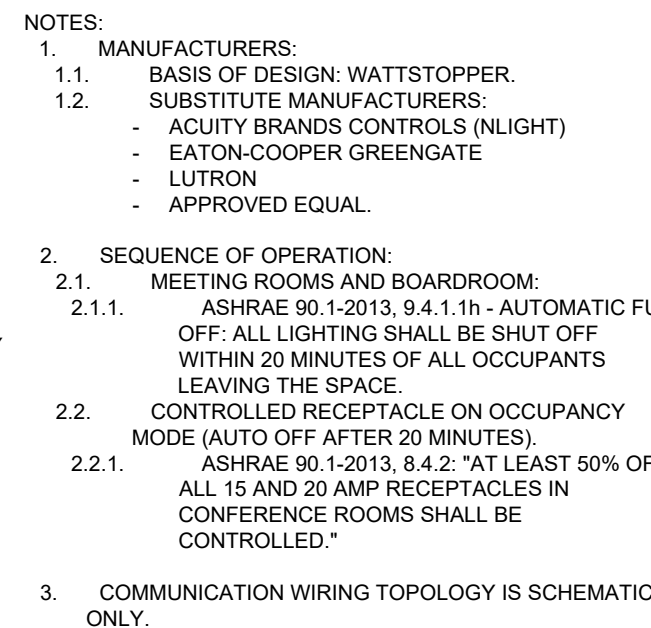 NOTES:
1. MANUFACTURERS:
1.1. BASIS OF DESIGN: WATTSTOPPER.
1.2. SUBSTITUTE MANUFACTURERS:
- ACUITY BRANDS CONTROLS (NLIGHT)
- EATON-COOPER GREENGATE
- LUTRON
- APPROVED EQUAL.
2. SEQUENCE OF OPERATION:
2.1. MEETING ROOMS AND BOARDROOM:
2.1.1. ASHRAE 90.1-2013, 9.4.1.1h - AUTOMATIC
OFF: ALL LIGHTING SHALL BE SHUT OFF
WITHIN 20 MINUTES OF ALL OCCUPANTS
LEAVING THE SPACE.
2.2. CONTROLLED RECEPTACLE ON OCCUPANCY
MODE (AUTO OFF AFTER 20 MINUTES).
2.2.1. ASHRAE 90.1-2013, 8.4.2: "AT LEAST 50% OF
ALL 15 AND 20 AMP RECEPTACLES IN
CONFERENCE ROOMS SHALL BE
CONTROLLED."
3. COMMUNICATION WIRING TOPOLOGY IS SCHEMATIC
ONLY.